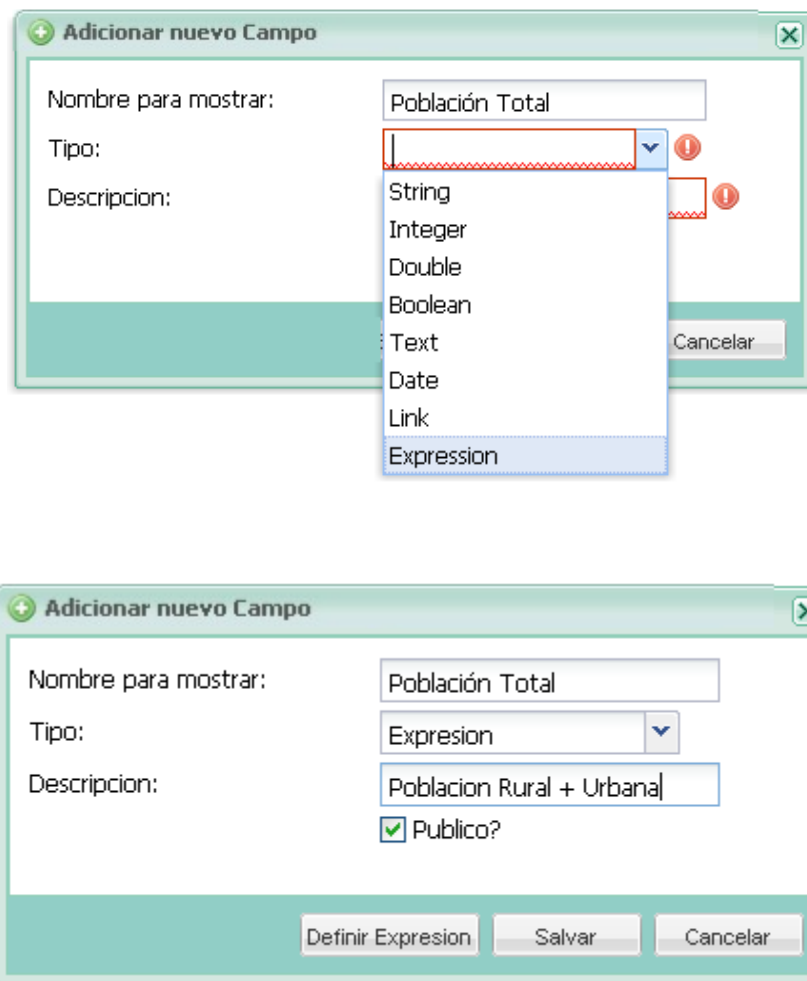 Adicionar nuevo Campo
Nombre para mostrar: Población Total
Tipo:
Descripcion:
String
Integer
Double
Boolean
Text
Date
Link
Expression
Cancelar
Adicionar nuevo Campo
Nombre para mostrar: Población Total
Tipo: Expresion
Descripcion: Poblacion Rural + Urbana
Publico?
Definir Expresion Salvar Cancelar